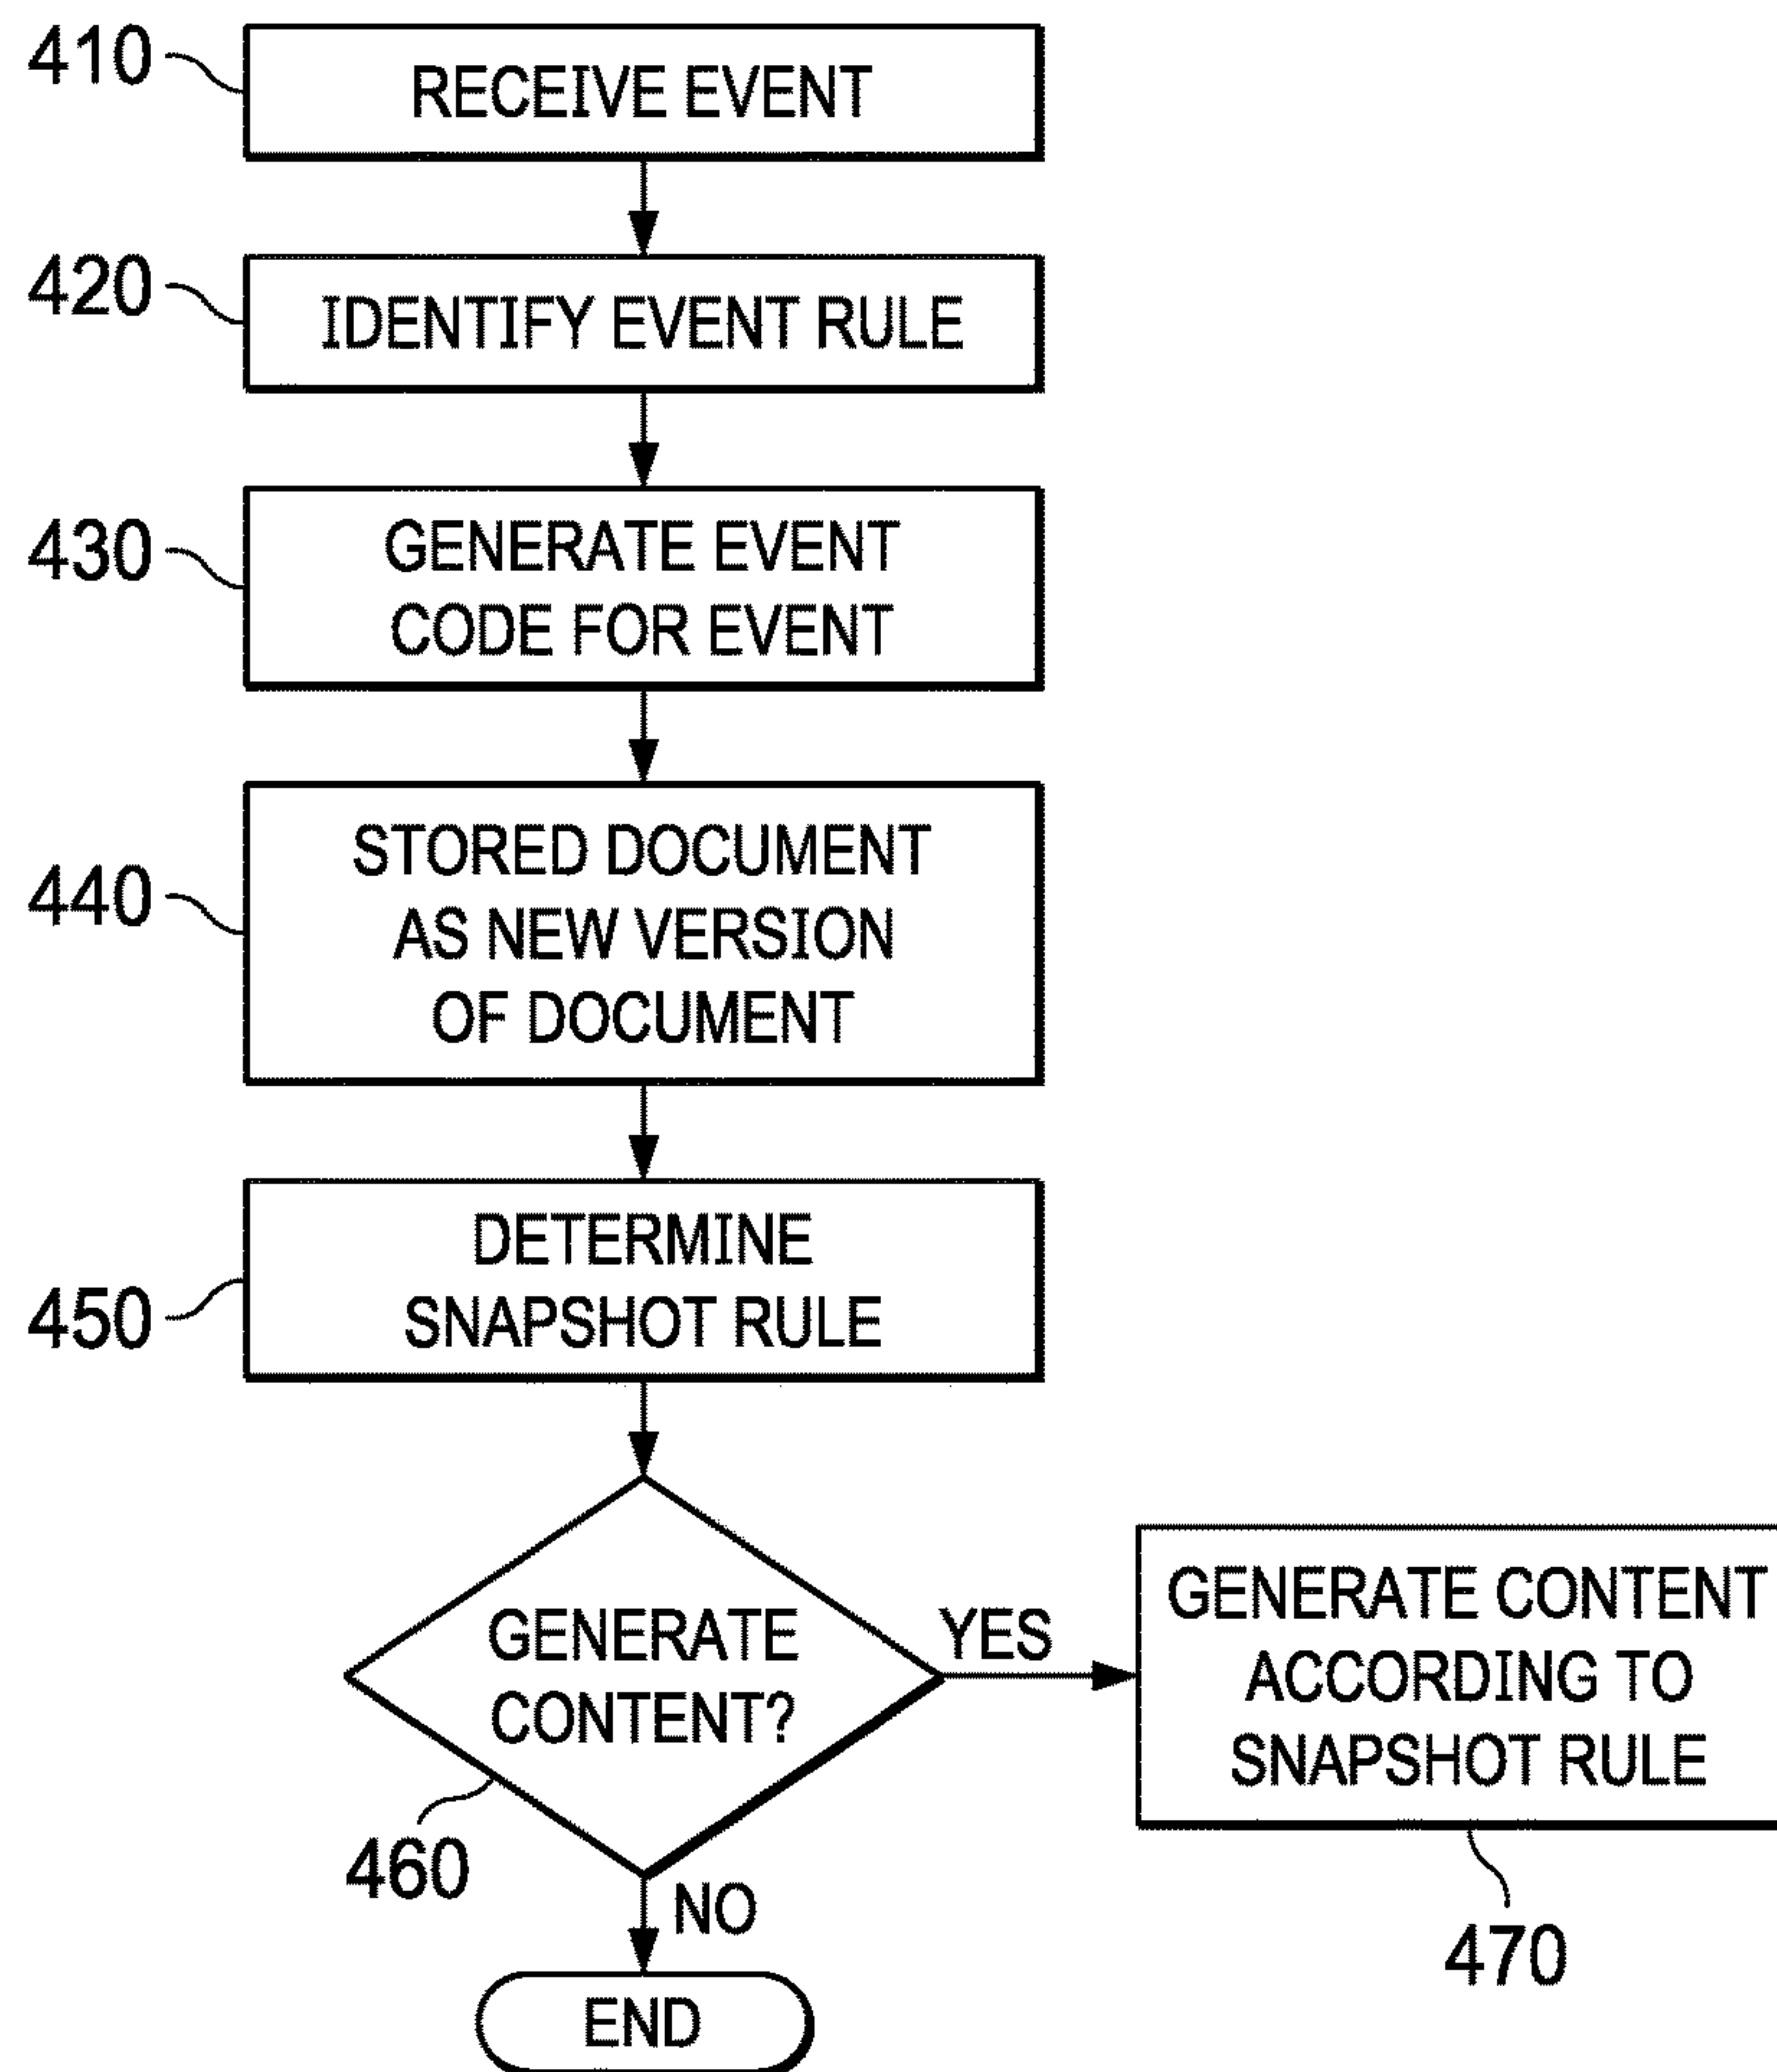 410
RECEIVE EVENT
420
IDENTIFY EVENT RULE
430
GENERATE EVENT
CODE FOR EVENT
440
STORED DOCUMENT
AS NEW VERSION
OF DOCUMENT
450
DETERMINE
SNAPSHOT RULE
460
GENERATE
CONTENT?
YES
GENERATE CONTENT
ACCORDING TO
SNAPSHOT RULE
470
NO
END